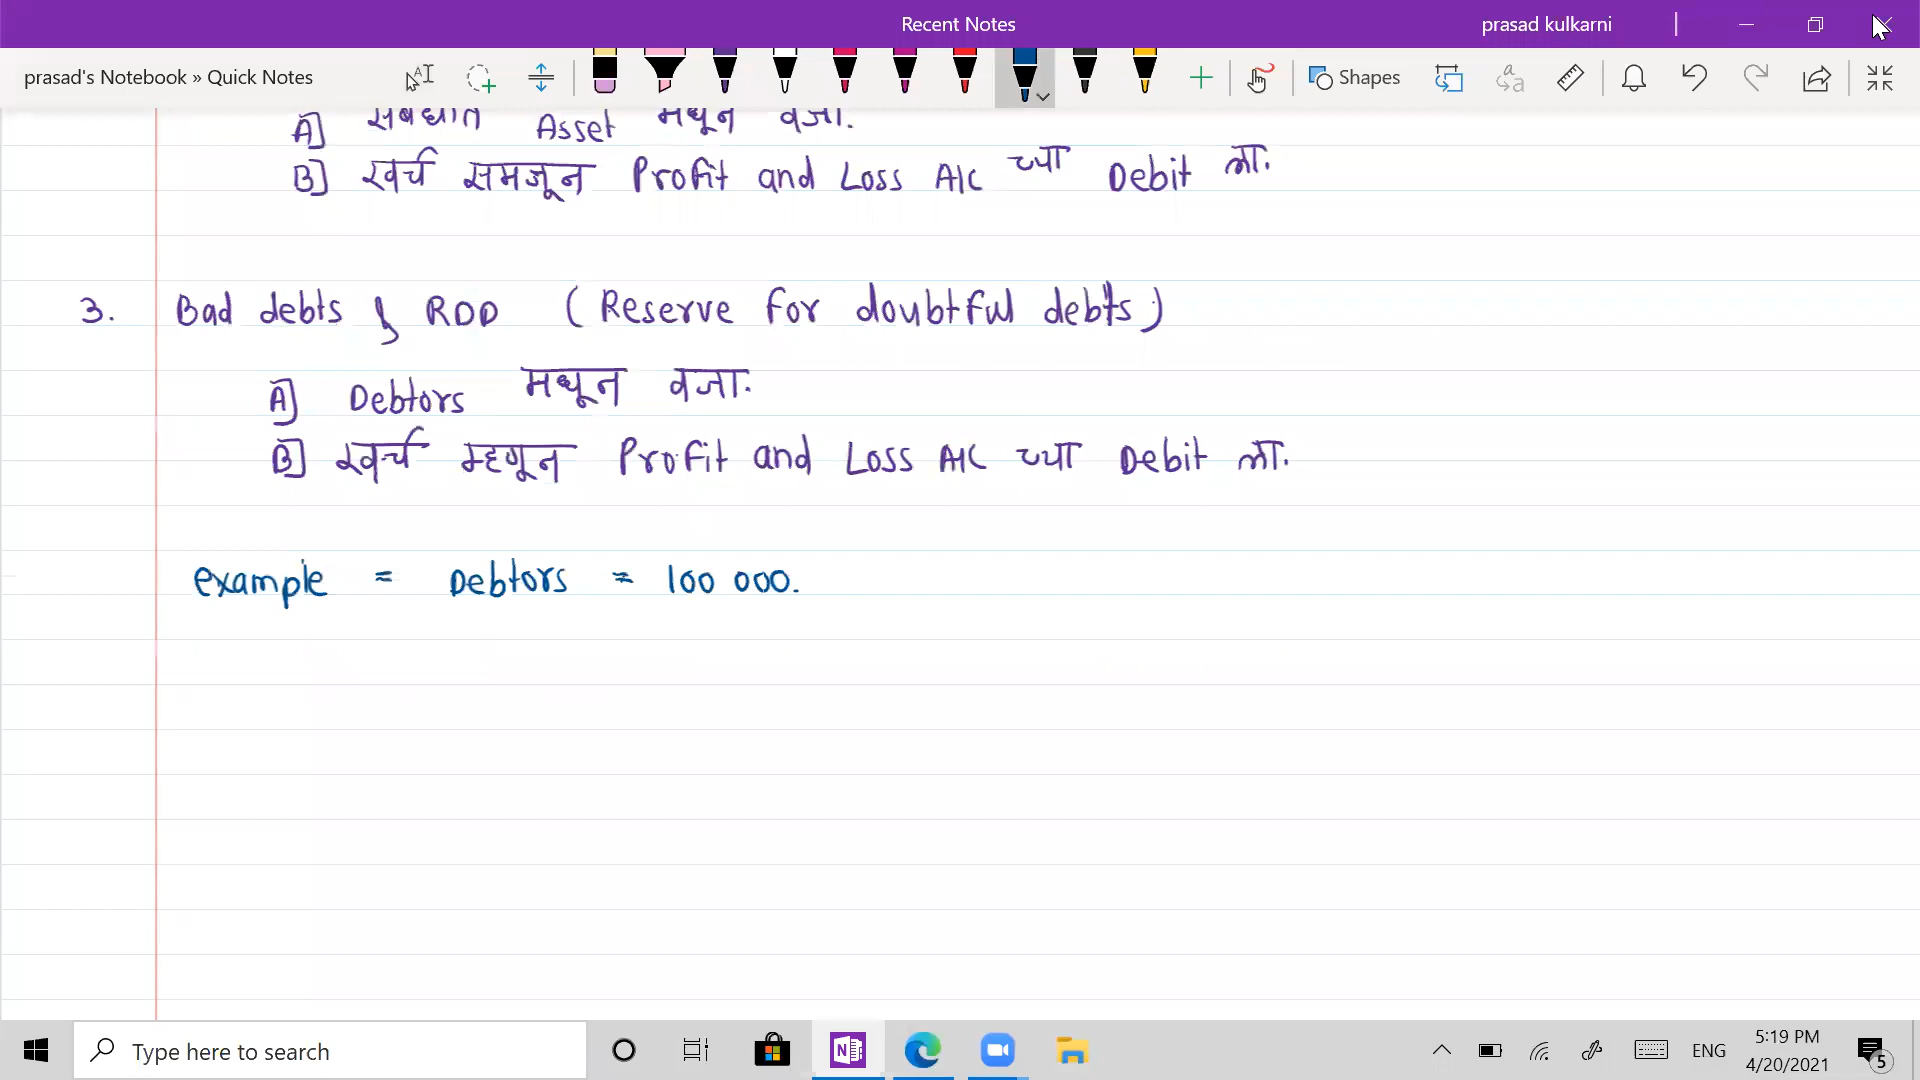 Recent Notes
prasad kulkarni
prasad's Notebook » Quick Notes
Shapes
A] संबंधीत Asset मधून वजा.
B] खर्च समजून Profit and Loss A/C च्या Debit ला.
3. Bad debts & RDD (Reserve for doubtful debts)
A] Debtors मधून वजा.
B] खर्च म्हणून Profit and Loss A/C च्या Debit ला.
example = Debtors = 100 000.
Type here to search
ENG
5:19 PM
4/20/2021
5